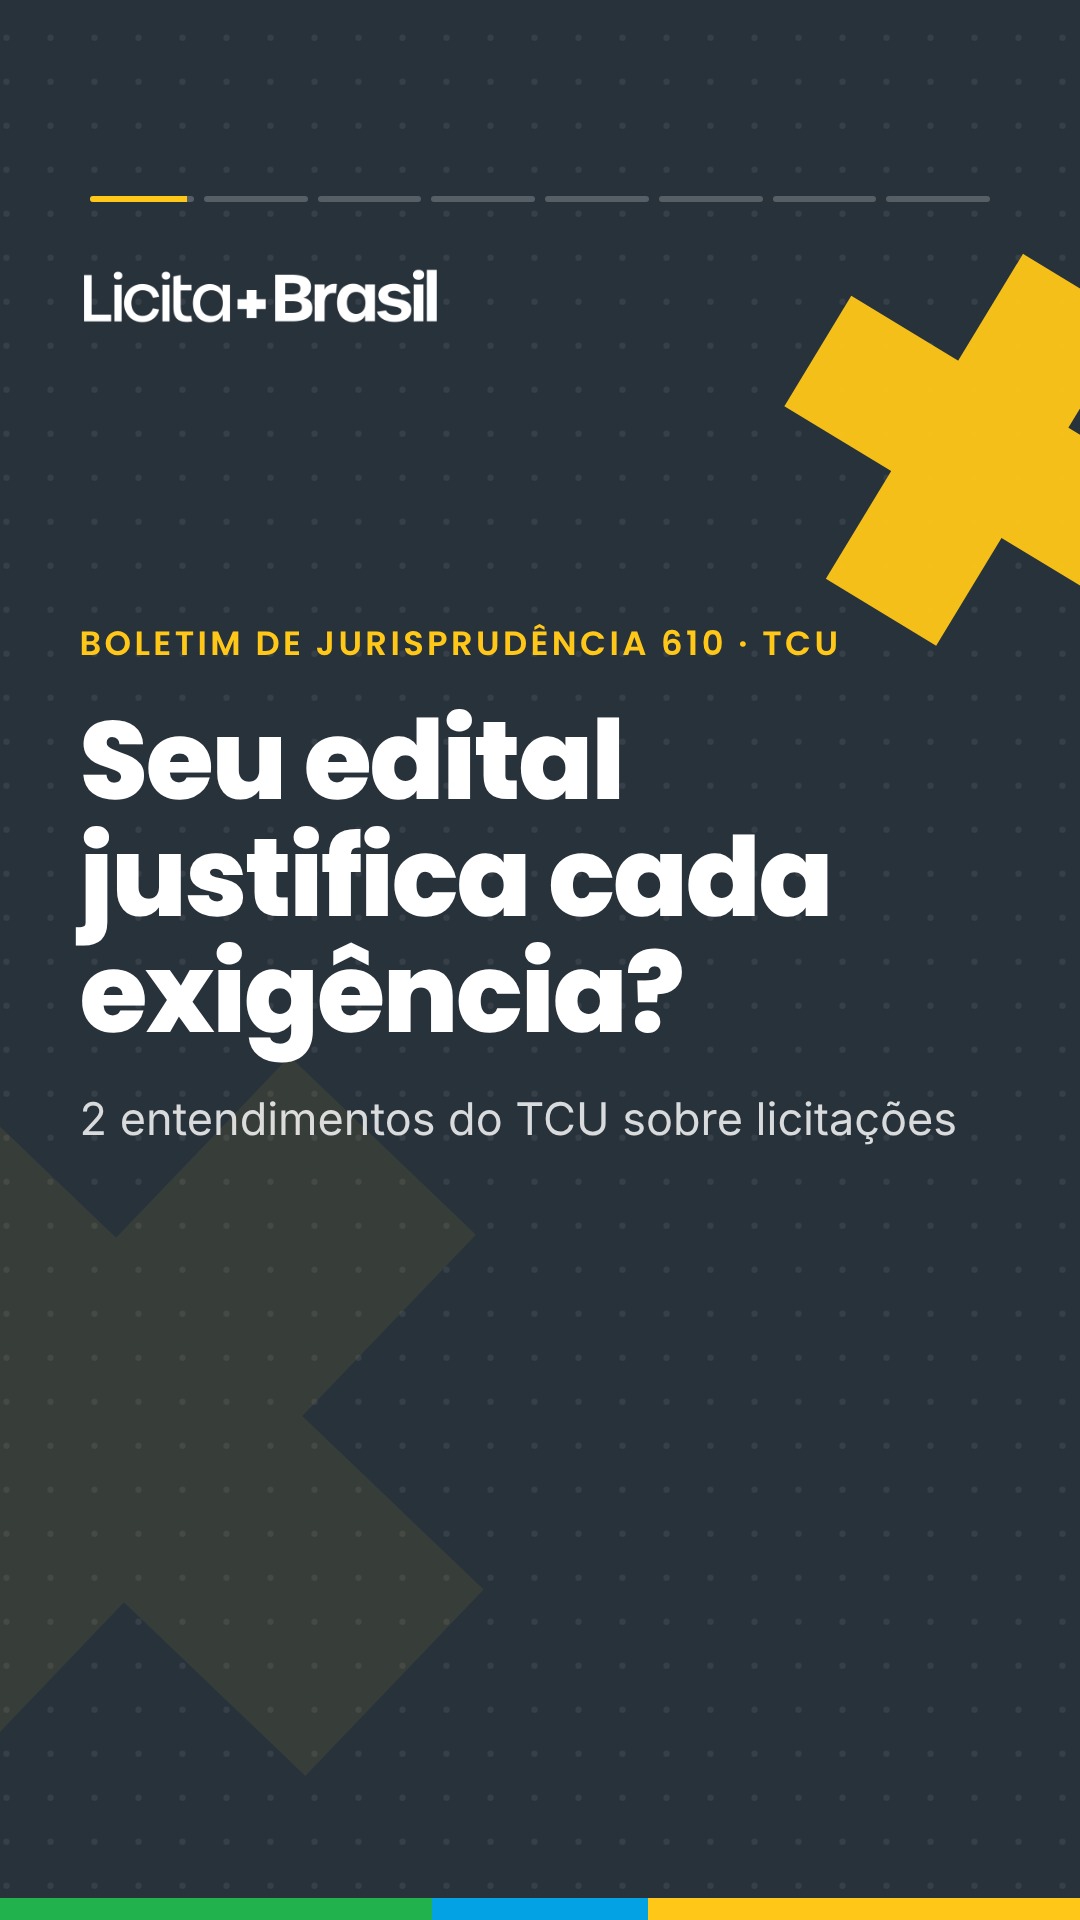 Licita+Brasil
BOLETIM DE JURISPRUDÊNCIA 610 · TCU
Seu edital
justifica cada
exigência?
2 entendimentos do TCU sobre licitações